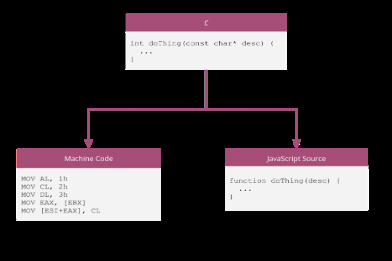 C
int doThing(const char* desc) {
...
}
Machine Code
MOV AL, 1h
MOV CL, 2h
MOV DL, 3h
MOV EAX, [EBX]
MOV [ESI+EAX], CL
JavaScript Source
function doThing(desc) {
...
}